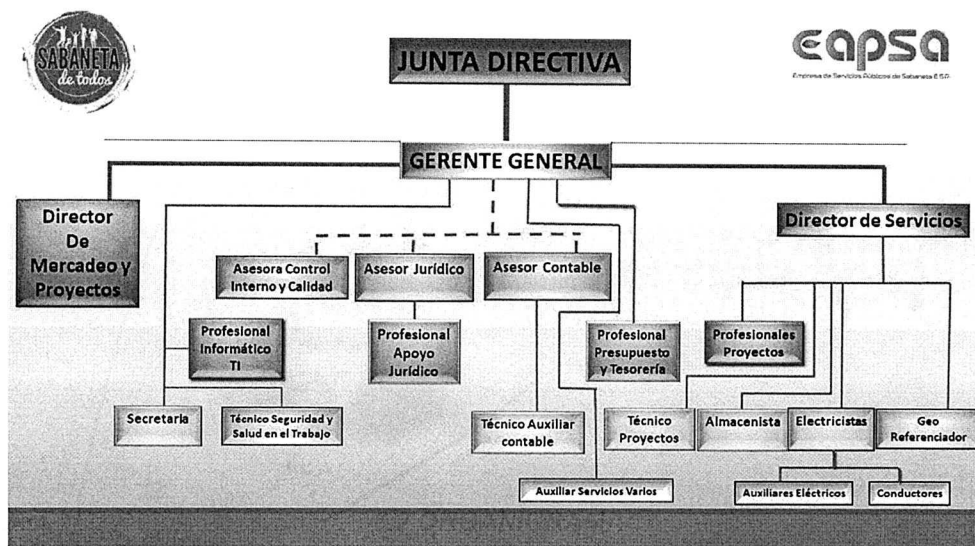 SABANETA
de todos
JUNTA DIRECTIVA
eapsa
Empresa de Servicios Públicos de Sabaneta E.S.P.
GERENTE GENERAL
Director
De
Mercadeo y
Proyectos
Director de Servicios
Asesora Control
Interno y Calidad
Asesor Jurídico
Asesor Contable
Profesional
Informático
TI
Profesional
Apoyo
Jurídico
Profesional
Presupuesto
y Tesorería
Profesionales
Proyectos
Secretaria
Técnico Seguridad y
Salud en el Trabajo
Técnico Auxiliar
contable
Técnico
Proyectos
Almacenista
Electricistas
Geo
Referenciador
Auxiliar Servicios Varios
Auxiliares Eléctricos
Conductores